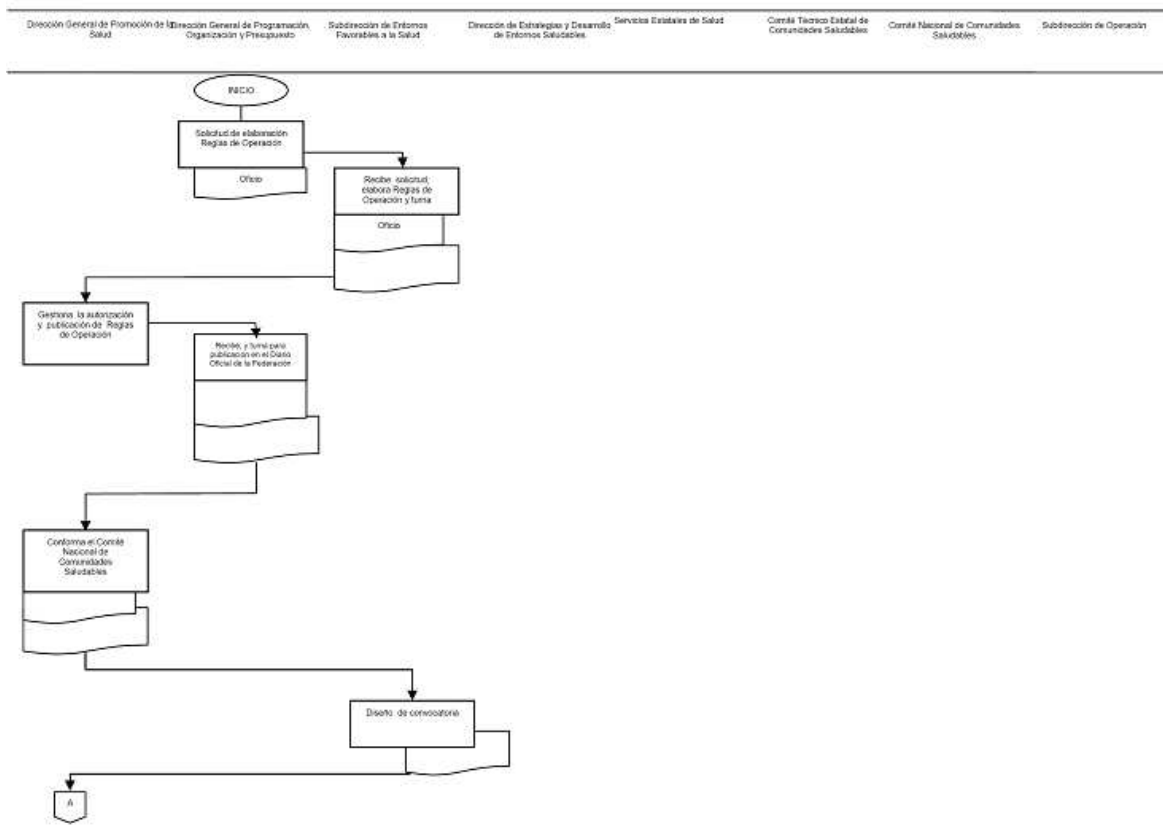 Dirección General de Promoción de la
Salud
Dirección General de Programación,
Organización y Presupuesto
Subdirección de Entornos
Favorables a la Salud
Dirección de Estrategias y Desarrollo
de Entornos Saludables
Servicios Estatales de Salud
Comité Técnico Estatal de
Comunidades Saludables
Comité Nacional de Comunidades
Saludables
Subdirección de Operación
INICIO
Solicitud de elaboración
Reglas de Operación
Oficio
Recibe solicitud,
elabora Reglas de
Operación y turna
Oficio
Gestiona la autorización
y publicación de Reglas
de Operación
Recibe, y turna para
publicación en el Diario
Oficial de la Federación
Conforma el Comité
Nacional de
Comunidades
Saludables
Diseño de convocatoria
A